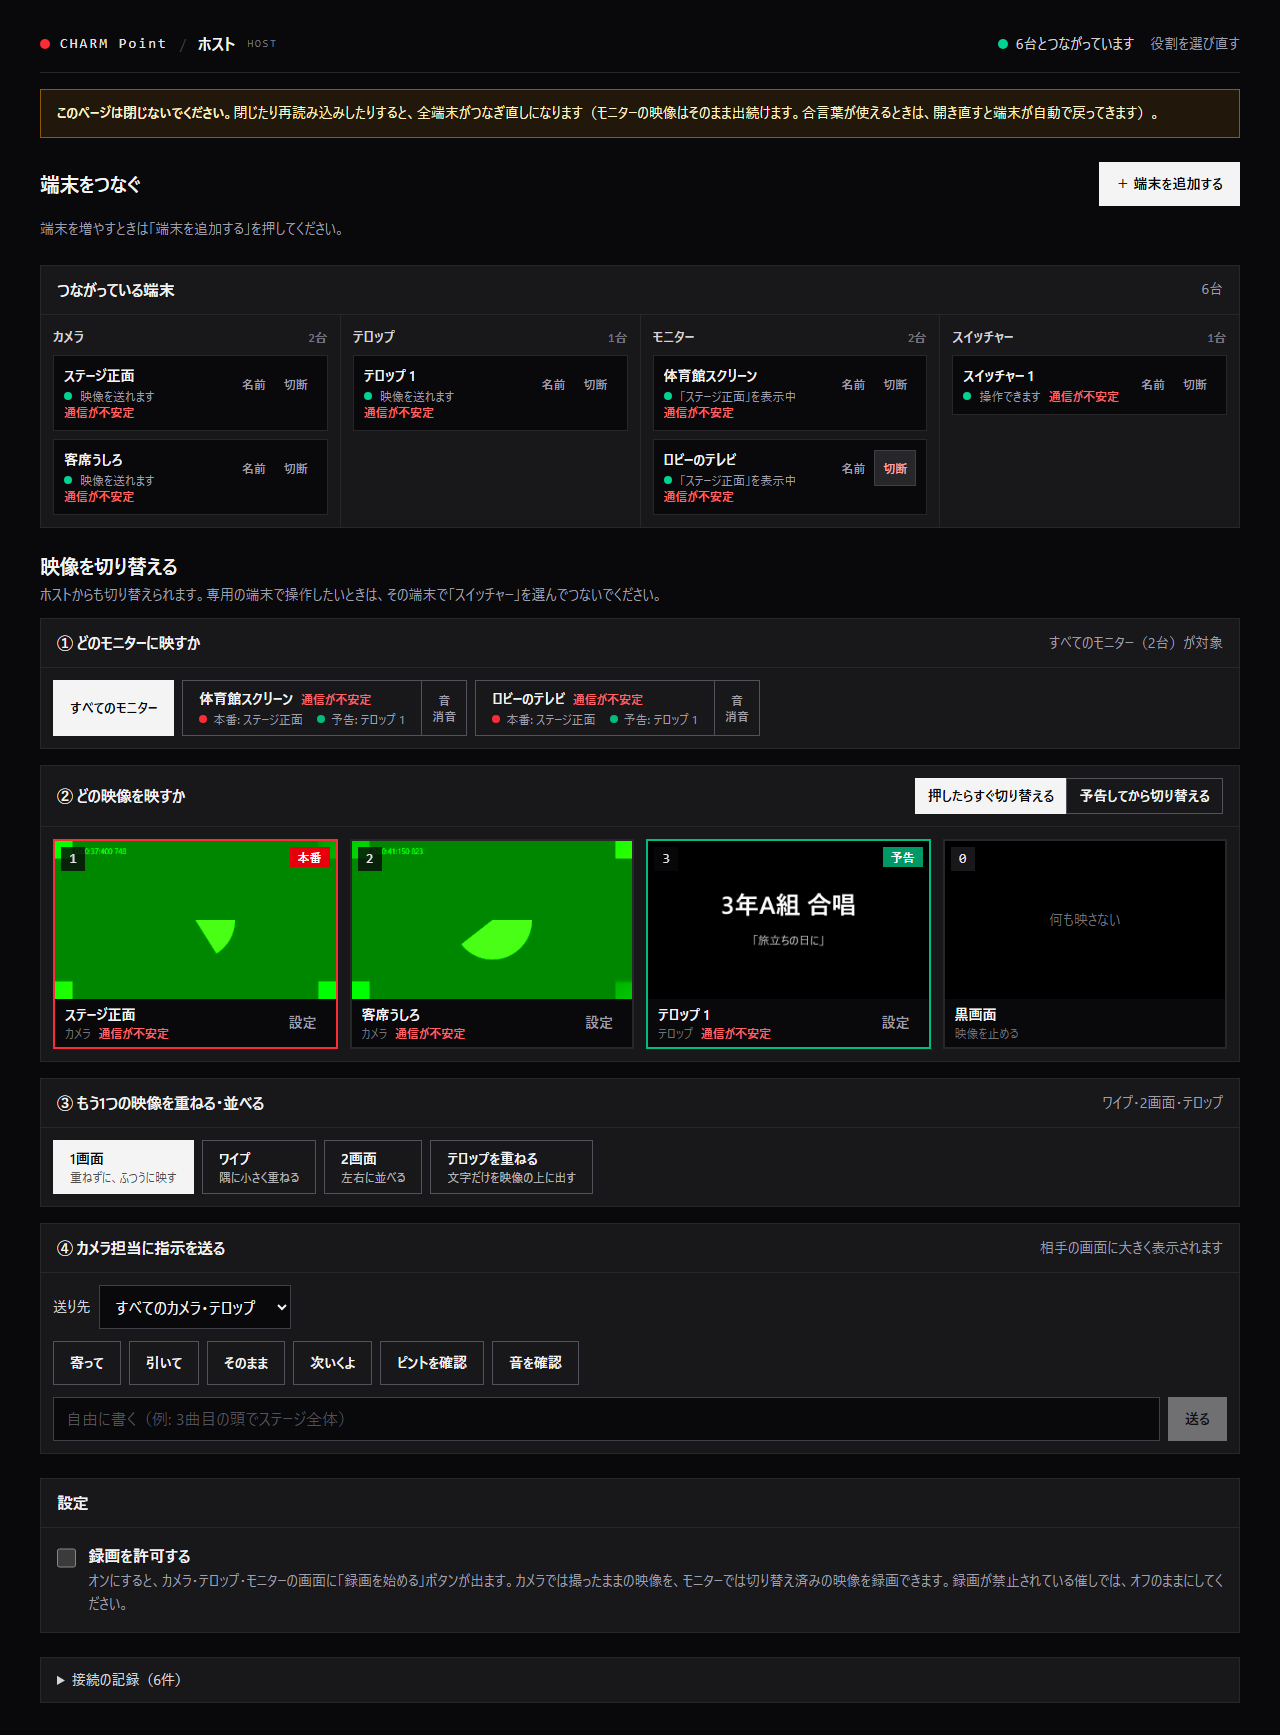 CHARM Point / ホスト HOST
6台とつながっています 役割を選び直す
このページは閉じないでください。閉じたり再読み込みしたりすると、全端末がつなぎ直しになります（モニターの映像はそのまま出続けます。合言葉が使えるときは、開き直すと端末が自動で戻ってきます）。
端末をつなぐ
＋ 端末を追加する
端末を増やすときは「端末を追加する」を押してください。
つながっている端末 6台
カメラ 2台
ステージ正面
映像を送れます
通信が不安定
名前 切断
客席うしろ
映像を送れます
通信が不安定
名前 切断
テロップ 1台
テロップ 1
映像を送れます
通信が不安定
名前 切断
モニター 2台
体育館スクリーン
「ステージ正面」を表示中
通信が不安定
名前 切断
ロビーのテレビ
「ステージ正面」を表示中
通信が不安定
名前 切断
スイッチャー 1台
スイッチャー 1
操作できます 通信が不安定
名前 切断
映像を切り替える
ホストからも切り替えられます。専用の端末で操作したいときは、その端末で「スイッチャー」を選んでつないでください。
① どのモニターに映すか すべてのモニター（2台）が対象
すべてのモニター
体育館スクリーン 通信が不安定
本番: ステージ正面 予告: テロップ 1
音
消音
ロビーのテレビ 通信が不安定
本番: ステージ正面 予告: テロップ 1
音
消音
② どの映像を映すか
押したらすぐ切り替える 予告してから切り替える
1 0:37:400 748 本番
ステージ正面
カメラ 通信が不安定
設定
2 0:41:150 823
客席うしろ
カメラ 通信が不安定
設定
3 予告
3年A組 合唱
「旅立ちの日に」
テロップ 1
テロップ 通信が不安定
設定
0
何も映さない
黒画面
映像を止める
③ もう1つの映像を重ねる・並べる ワイプ・2画面・テロップ
1画面
重ねずに、ふつうに映す
ワイプ
隅に小さく重ねる
2画面
左右に並べる
テロップを重ねる
文字だけを映像の上に出す
④ カメラ担当に指示を送る 相手の画面に大きく表示されます
送り先 すべてのカメラ・テロップ
寄って 引いて そのまま 次いくよ ピントを確認 音を確認
自由に書く（例: 3曲目の頭でステージ全体） 送る
設定
録画を許可する
オンにすると、カメラ・テロップ・モニターの画面に「録画を始める」ボタンが出ます。カメラでは撮ったままの映像を、モニターでは切り替え済みの映像を録画できます。録画が禁止されている催しでは、オフのままにしてく
ださい。
▶ 接続の記録（6件）